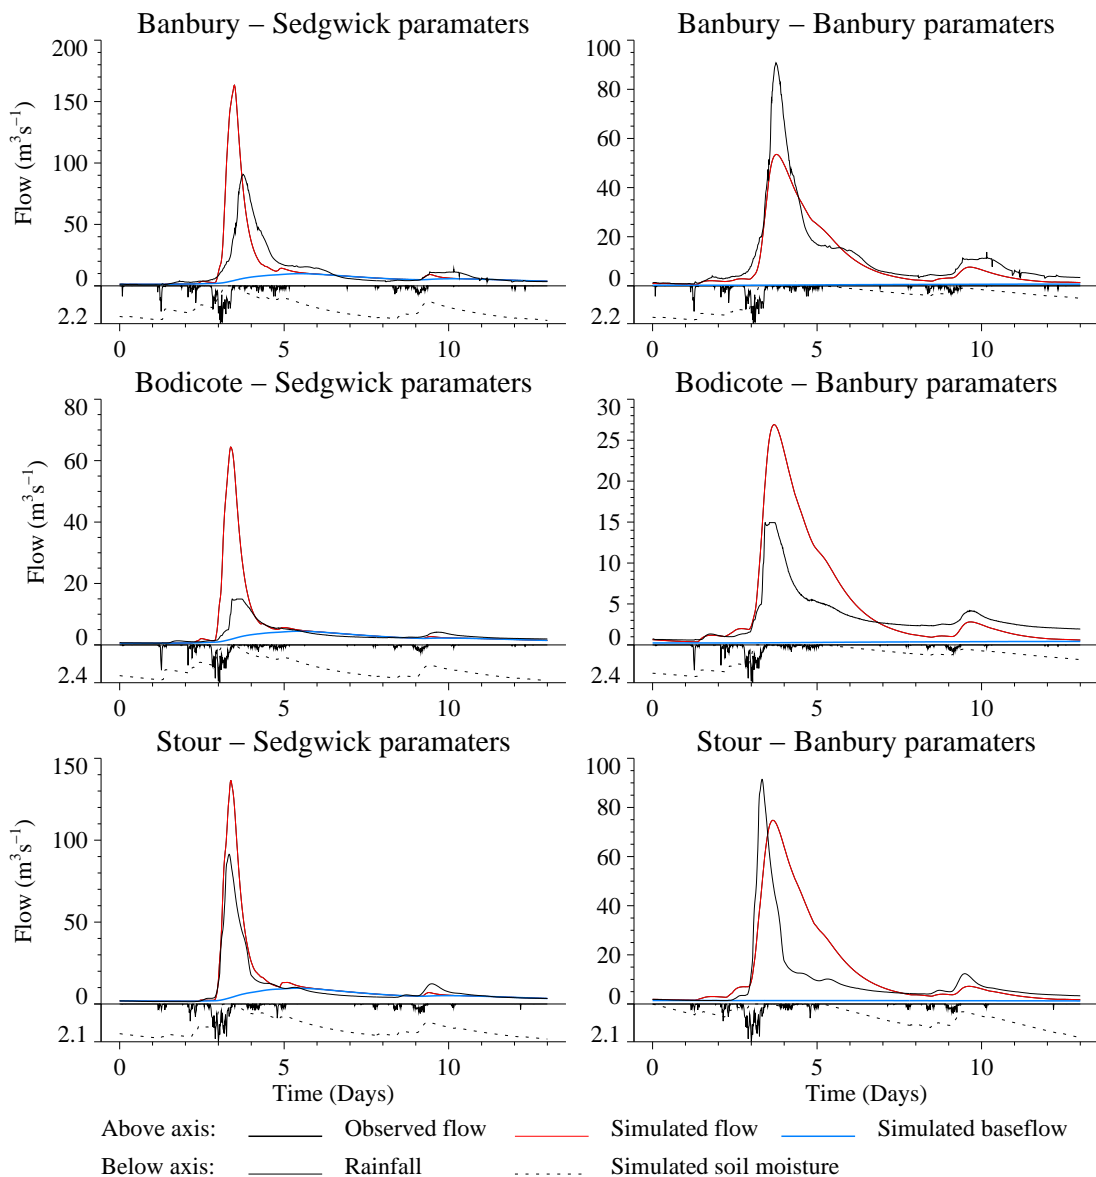 Banbury – Sedgwick paramaters
Banbury – Banbury paramaters
200
150
100
50
0
2.2
Flow (m³s⁻¹)
0 5 10
100
80
60
40
20
0
2.2
0 5 10
Bodicote – Sedgwick paramaters
Bodicote – Banbury paramaters
80
60
40
20
0
2.4
Flow (m³s⁻¹)
0 5 10
30
25
20
15
10
5
0
2.4
0 5 10
Stour – Sedgwick paramaters
Stour – Banbury paramaters
150
100
50
0
2.1
Flow (m³s⁻¹)
0 5 10
Time (Days)
100
80
60
40
20
0
2.1
0 5 10
Time (Days)
Above axis: Observed flow Simulated flow Simulated baseflow
Below axis: Rainfall Simulated soil moisture